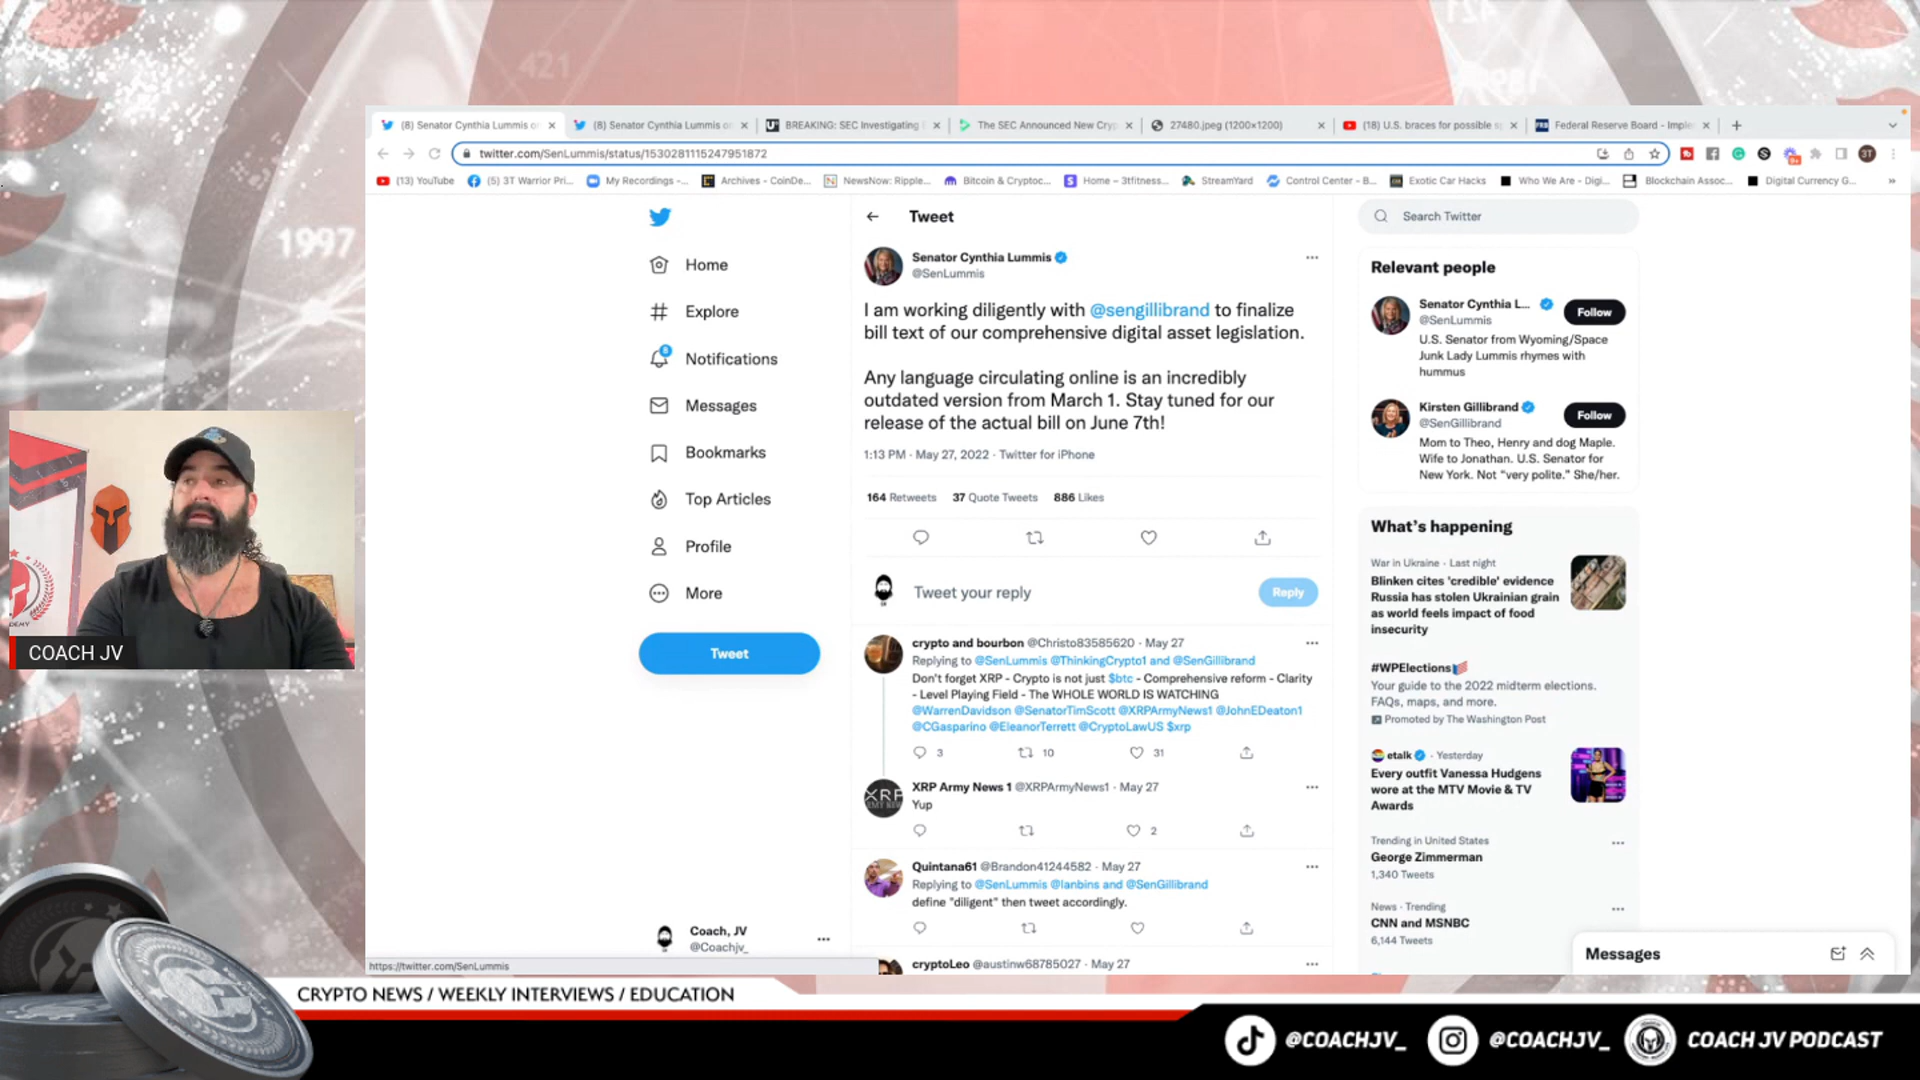 421
1997
(8) Senator Cynthia Lummis o
(8) Senator Cynthia Lummis o
BREAKING: SEC Investigating
The SEC Announced New Cryp
27480.jpeg (1200×1200)
(18) U.S. braces for possible s
Federal Reserve Board - Imple
twitter.com/SenLummis/status/1530281115247951872
(13) YouTube
(5) 3T Warrior Pri...
My Recordings -...
Archives - CoinDe...
NewsNow: Ripple...
Bitcoin & Cryptoc...
Home – 3tfitness...
StreamYard
Control Center - B...
Exotic Car Hacks
Who We Are - Digi...
Blockchain Assoc...
Digital Currency G...
Home
Explore
8
Notifications
Messages
Bookmarks
Top Articles
Profile
More
Tweet
Coach, JV
@Coachjv_
https://twitter.com/SenLummis
Tweet
Senator Cynthia Lummis
@SenLummis
I am working diligently with @sengillibrand to finalize
bill text of our comprehensive digital asset legislation.
Any language circulating online is an incredibly
outdated version from March 1. Stay tuned for our
release of the actual bill on June 7th!
1:13 PM · May 27, 2022 · Twitter for iPhone
164 Retweets 37 Quote Tweets 886 Likes
Tweet your reply
Reply
crypto and bourbon @Christo83585620 · May 27
Replying to @SenLummis @ThinkingCrypto1 and @SenGillibrand
Don't forget XRP - Crypto is not just $btc - Comprehensive reform - Clarity
- Level Playing Field - The WHOLE WORLD IS WATCHING
@WarrenDavidson @SenatorTimScott @XRPArmyNews1 @JohnEDeaton1
@CGasparino @EleanorTerrett @CryptoLawUS $xrp
3 10 31
XRP Army News 1 @XRPArmyNews1 · May 27
Yup
2
Quintana61 @Brandon41244582 · May 27
Replying to @SenLummis @Ianbins and @SenGillibrand
define "diligent" then tweet accordingly.
cryptoLeo @austinw68785027 · May 27
Search Twitter
Relevant people
Senator Cynthia L...
@SenLummis
Follow
U.S. Senator from Wyoming/Space
Junk Lady Lummis rhymes with
hummus
Kirsten Gillibrand
@SenGillibrand
Follow
Mom to Theo, Henry and dog Maple.
Wife to Jonathan. U.S. Senator for
New York. Not "very polite." She/her.
What's happening
War in Ukraine · Last night
Blinken cites 'credible' evidence
Russia has stolen Ukrainian grain
as world feels impact of food
insecurity
#WPElections
Your guide to the 2022 midterm elections.
FAQs, maps, and more.
Promoted by The Washington Post
etalk · Yesterday
Every outfit Vanessa Hudgens
wore at the MTV Movie & TV
Awards
Trending in United States
George Zimmerman
1,340 Tweets
News · Trending
CNN and MSNBC
6,144 Tweets
Messages
COACH JV
CRYPTO NEWS / WEEKLY INTERVIEWS / EDUCATION
@COACHJV_
@COACHJV_
COACH JV PODCAST